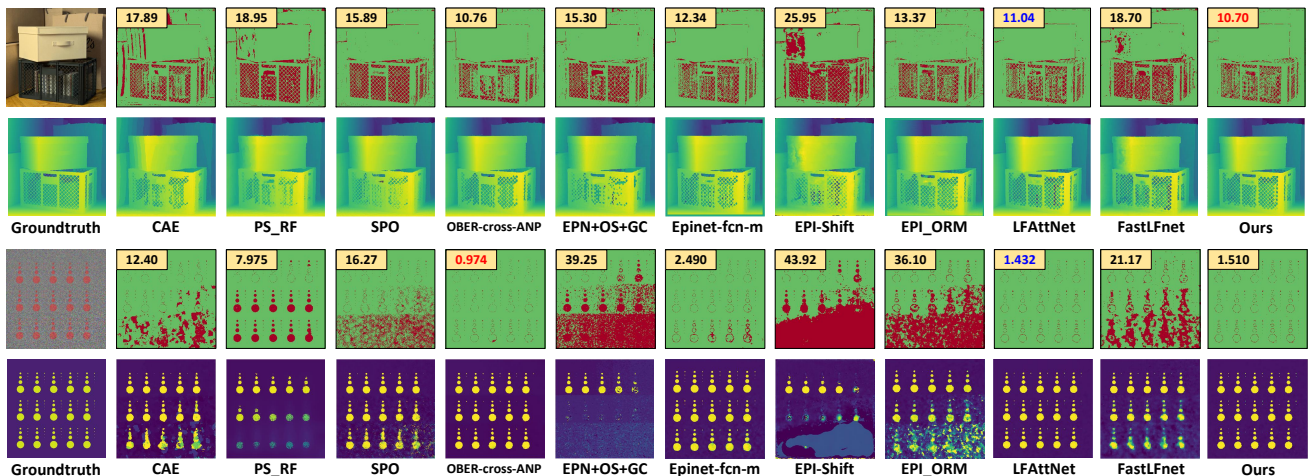 17.89 18.95 15.89 10.76 15.30 12.34 25.95 13.37 11.04 18.70 10.70
Groundtruth CAE PS_RF SPO OBER-cross-ANP EPN+OS+GC Epinet-fcn-m EPI-Shift EPI_ORM LFAttNet FastLFnet Ours
12.40 7.975 16.27 0.974 39.25 2.490 43.92 36.10 1.432 21.17 1.510
Groundtruth CAE PS_RF SPO OBER-cross-ANP EPN+OS+GC Epinet-fcn-m EPI-Shift EPI_ORM LFAttNet FastLFnet Ours